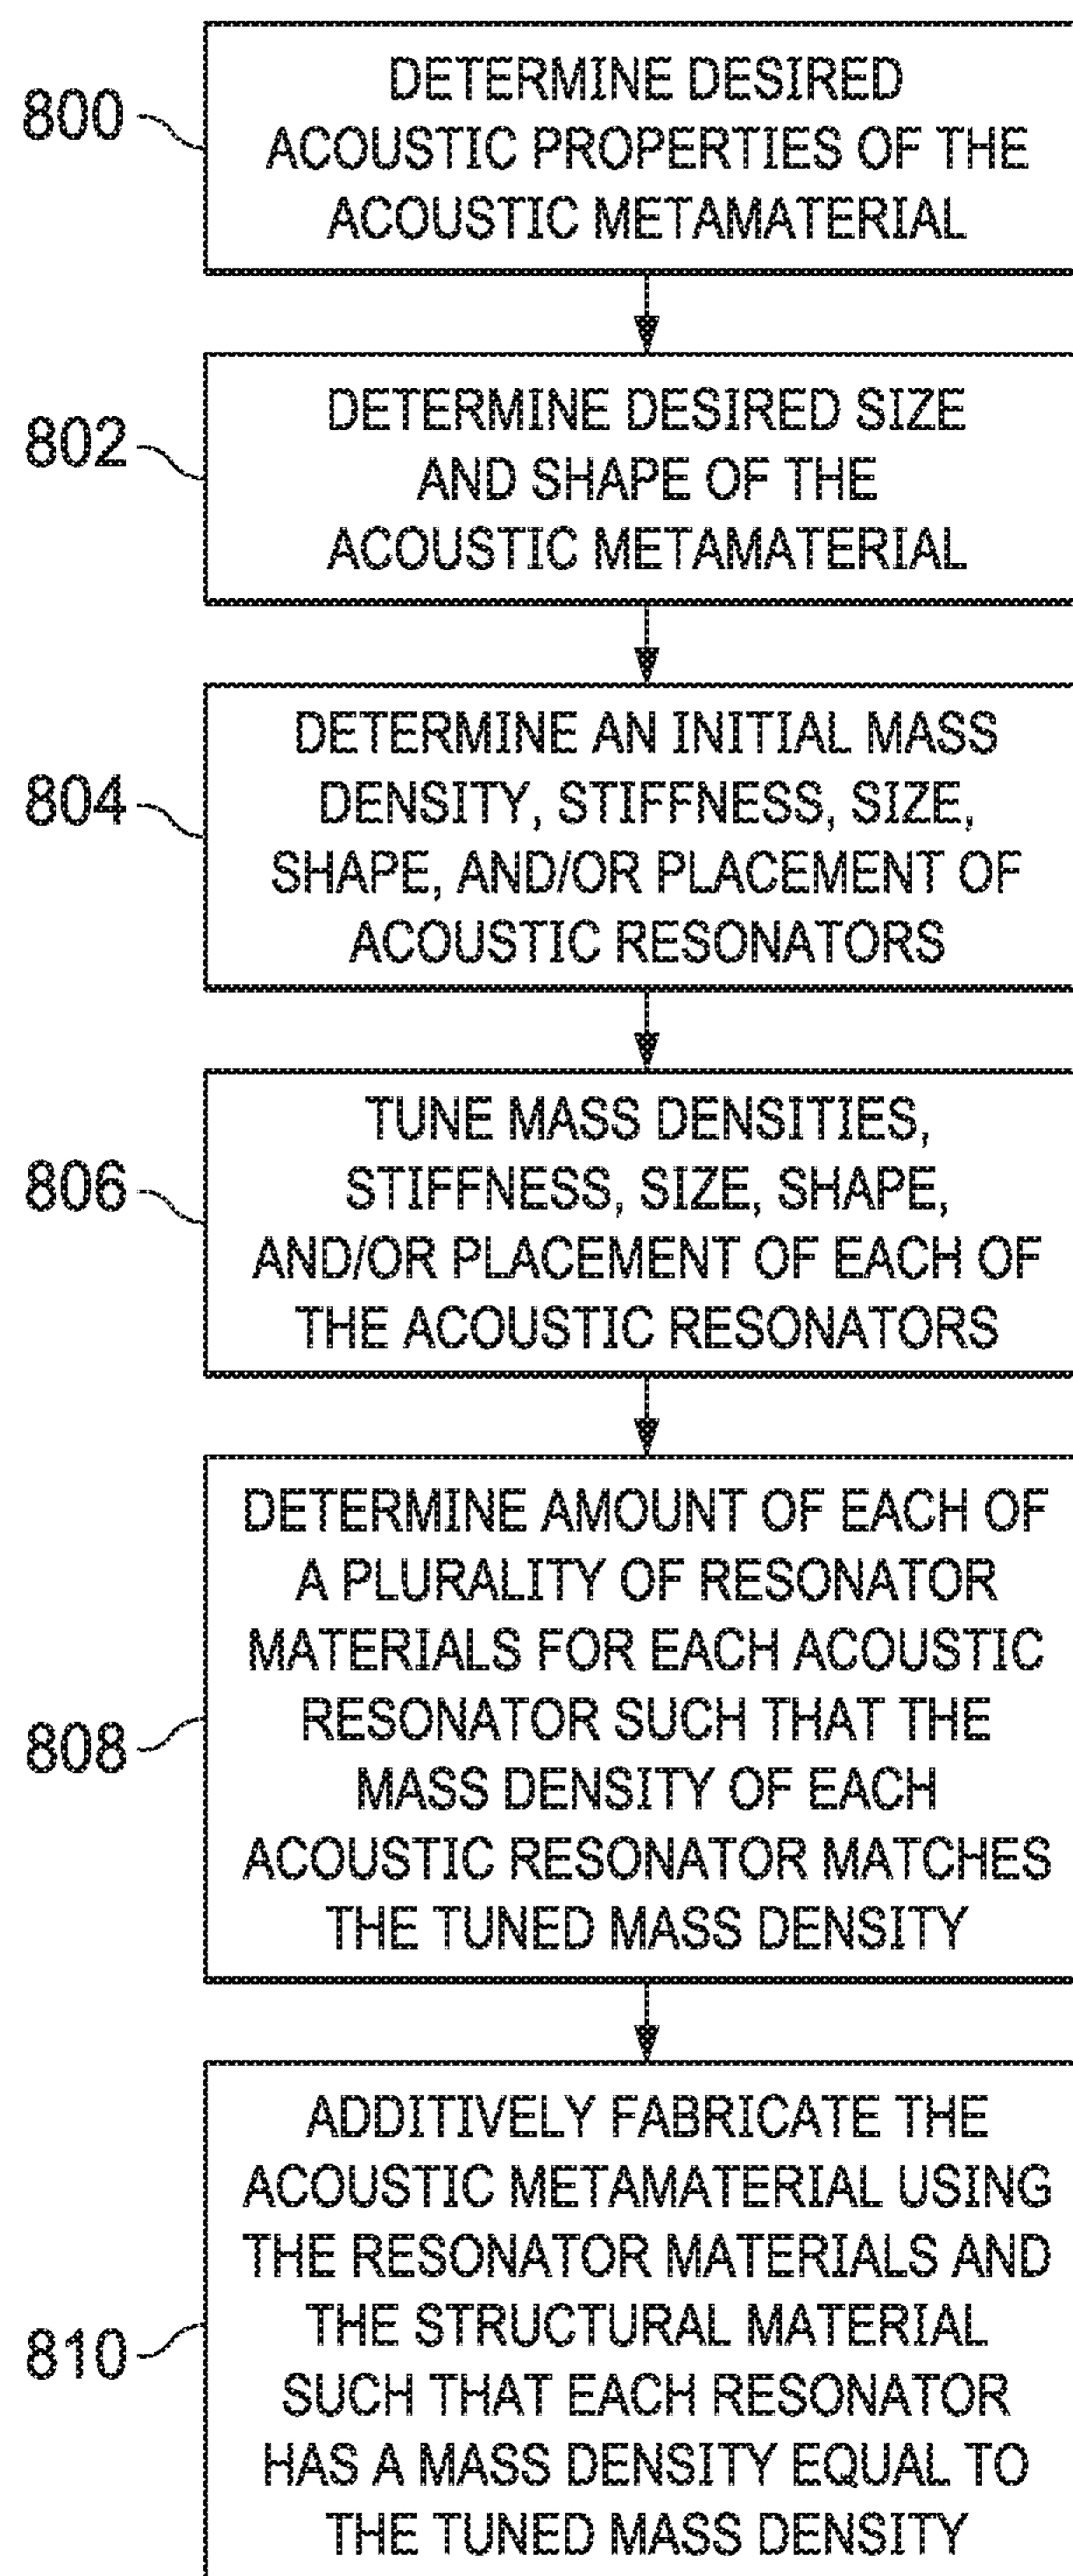 800
DETERMINE DESIRED
ACOUSTIC PROPERTIES OF THE
ACOUSTIC METAMATERIAL
802
DETERMINE DESIRED SIZE
AND SHAPE OF THE
ACOUSTIC METAMATERIAL
804
DETERMINE AN INITIAL MASS
DENSITY, STIFFNESS, SIZE,
SHAPE, AND/OR PLACEMENT OF
ACOUSTIC RESONATORS
806
TUNE MASS DENSITIES,
STIFFNESS, SIZE, SHAPE,
AND/OR PLACEMENT OF EACH OF
THE ACOUSTIC RESONATORS
808
DETERMINE AMOUNT OF EACH OF
A PLURALITY OF RESONATOR
MATERIALS FOR EACH ACOUSTIC
RESONATOR SUCH THAT THE
MASS DENSITY OF EACH
ACOUSTIC RESONATOR MATCHES
THE TUNED MASS DENSITY
810
ADDITIVELY FABRICATE THE
ACOUSTIC METAMATERIAL USING
THE RESONATOR MATERIALS AND
THE STRUCTURAL MATERIAL
SUCH THAT EACH RESONATOR
HAS A MASS DENSITY EQUAL TO
THE TUNED MASS DENSITY